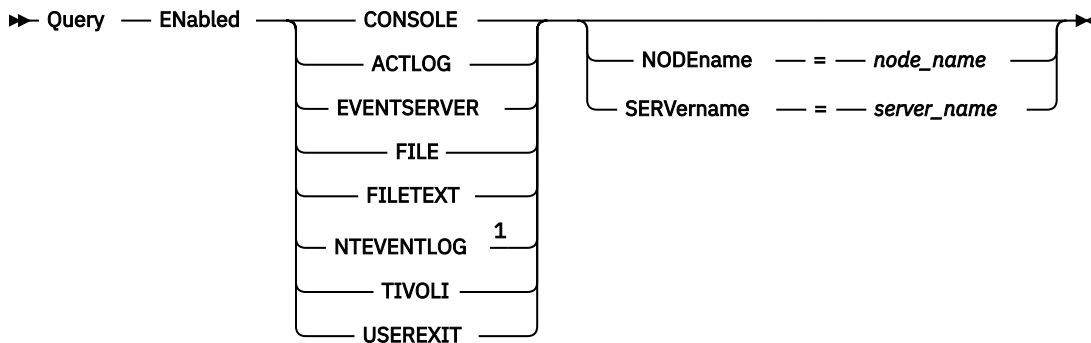 Query ENabled CONSOLE
ACTLOG
EVENTSERVER
FILE
FILETEXT
NTEVENTLOG 1
TIVOLI
USEREXIT
NODEname = node_name
SERVername = server_name